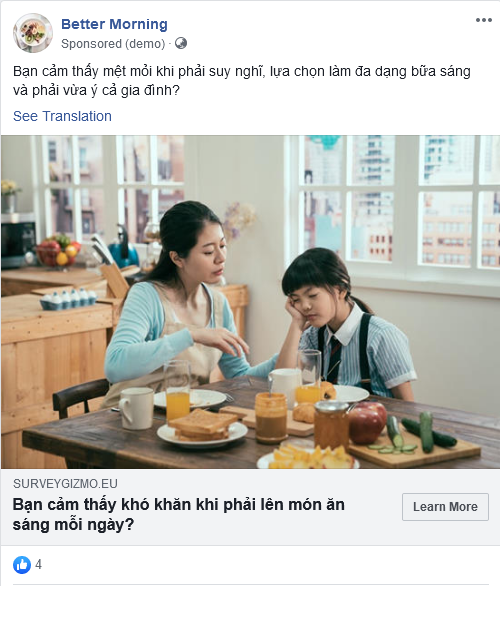 Better Morning
Sponsored (demo) ·
Bạn cảm thấy mệt mỏi khi phải suy nghĩ, lựa chọn làm đa dạng bữa sáng
và phải vừa ý cả gia đình?
See Translation
SURVEYGIZMO.EU
Bạn cảm thấy khó khăn khi phải lên món ăn
sáng mỗi ngày?
Learn More
4